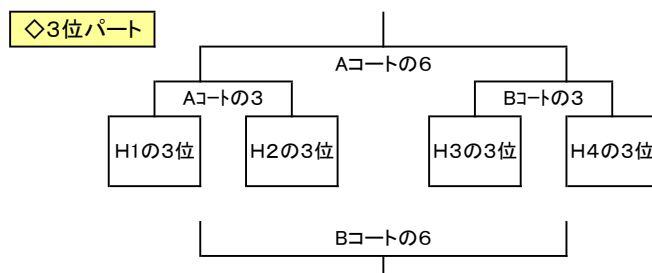 ◇3位パート
Aコートの6
Aコートの3
Bコートの3
H1の3位
H2の3位
H3の3位
H4の3位
Bコートの6